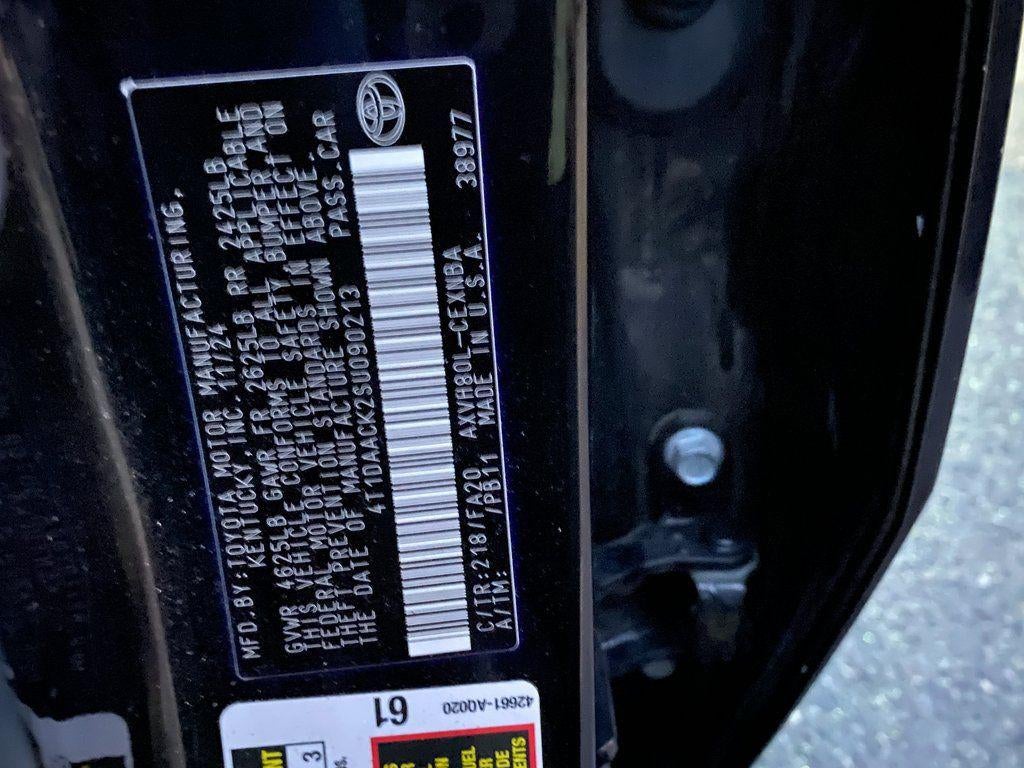 MFD. BY: TOYOTA MOTOR MANUFACTURING,
KENTUCKY, INC. 11/24
GVWR 4625LB GAWR FR 2625LB RR 2425LB
THIS VEHICLE CONFORMS TO ALL APPLICABLE
FEDERAL MOTOR VEHICLE SAFETY, BUMPER, AND
THEFT PREVENTION STANDARDS IN EFFECT ON
THE DATE OF MANUFACTURE SHOWN ABOVE.
4T1DAACK2SU090213 PASS. CAR
C/TR: 218/FA20 AXVH80L-CEXNBA
A/TM: /PB11 MADE IN U.S.A. 38977
61
42661-AQ020
3